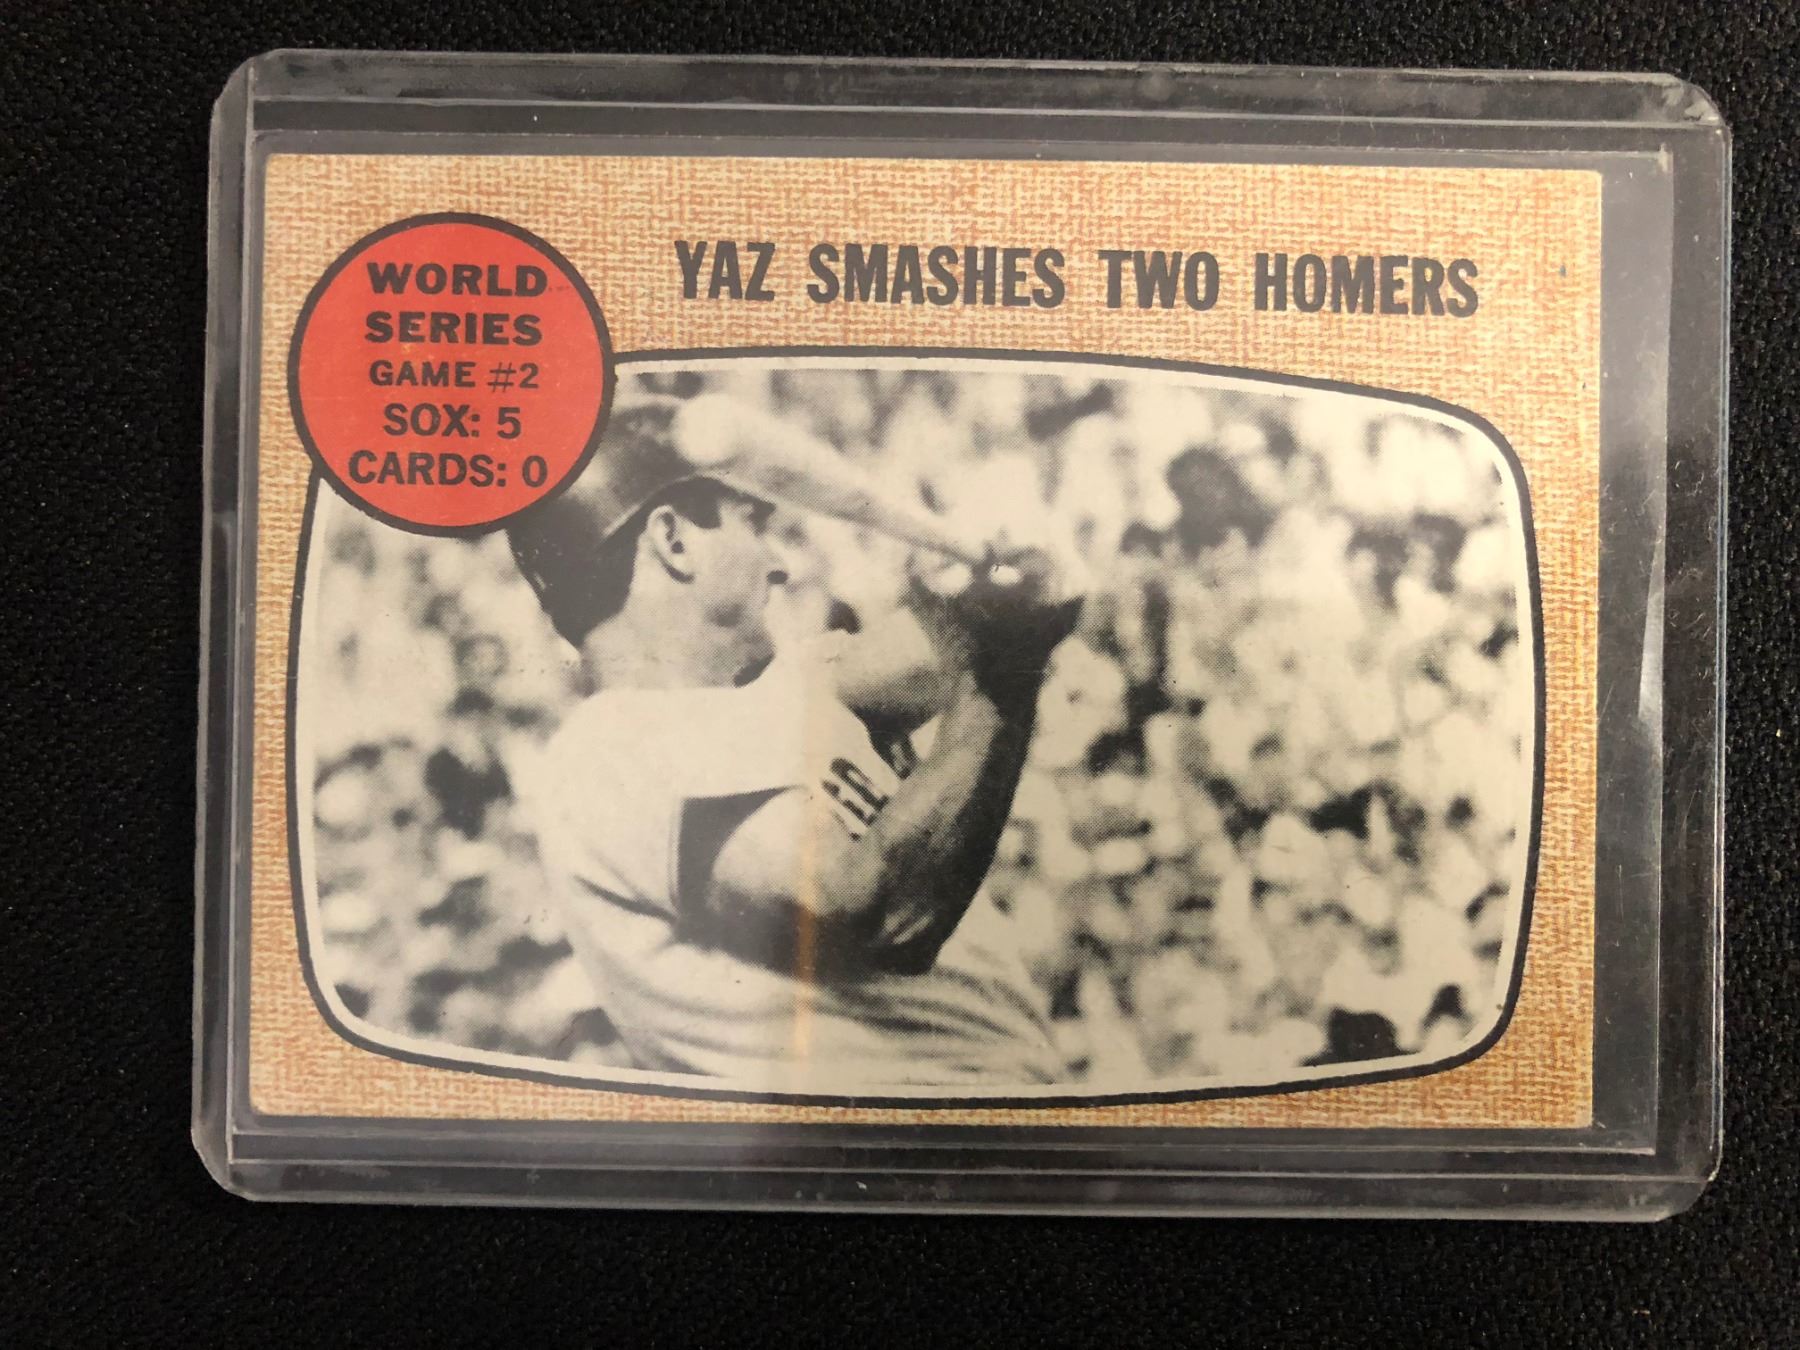 WORLD
SERIES
GAME #2
SOX: 5
CARDS: 0
YAZ SMASHES TWO HOMERS